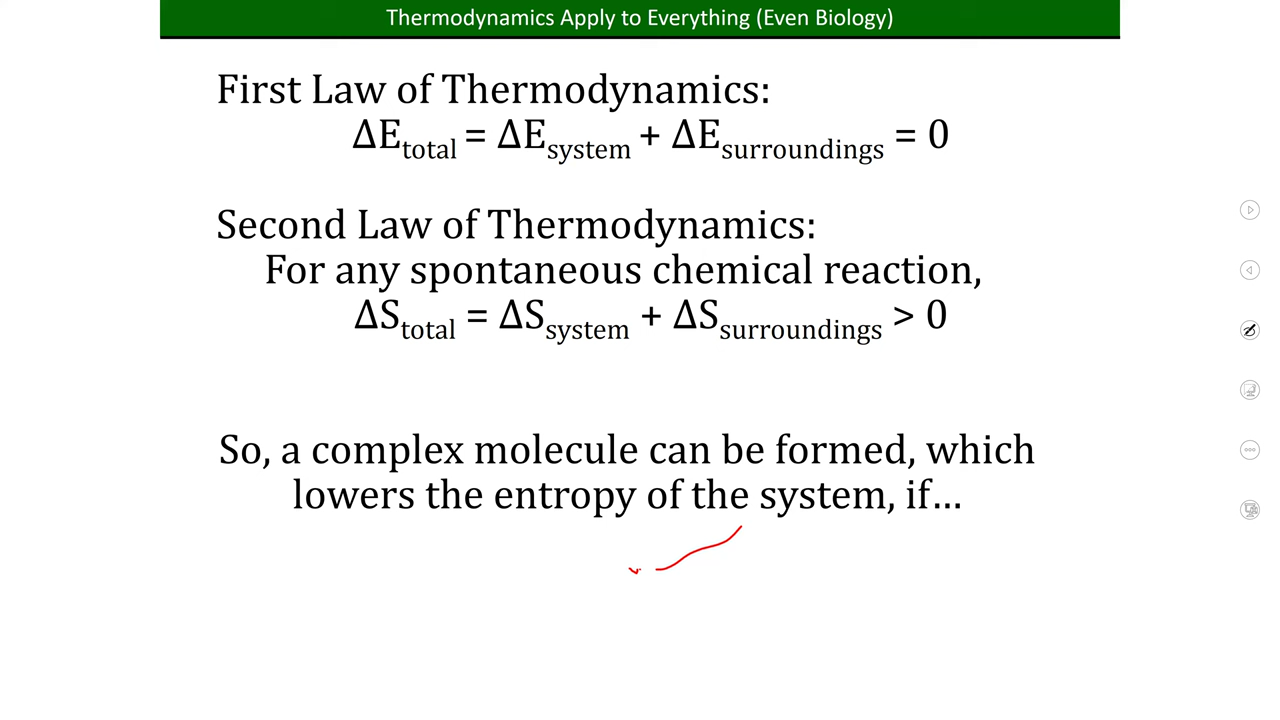 Thermodynamics Apply to Everything (Even Biology)
First Law of Thermodynamics:
ΔEtotal = ΔEsystem + ΔEsurroundings = 0
Second Law of Thermodynamics:
For any spontaneous chemical reaction,
ΔStotal = ΔSsystem + ΔSsurroundings > 0
So, a complex molecule can be formed, which
lowers the entropy of the system, if…